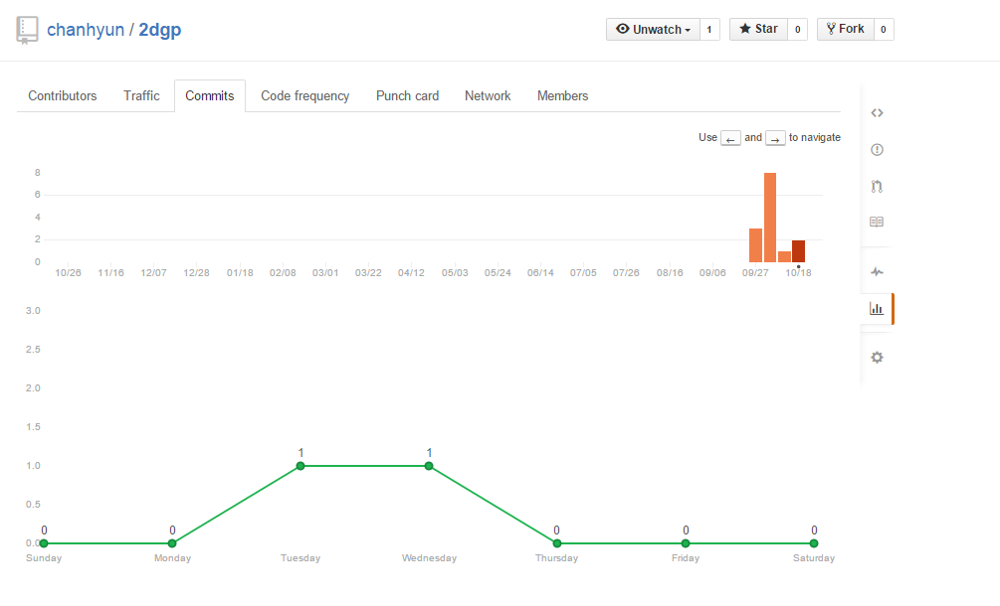 chanhyun / 2dgp
Unwatch 1 Star 0 Fork 0
Contributors Traffic Commits Code frequency Punch card Network Members
Use ← and → to navigate
8
6
4
2
0
10/26 11/16 12/07 12/28 01/18 02/08 03/01 03/22 04/12 05/03 05/24 06/14 07/05 07/26 08/16 09/06 09/27 10/18
3.0
2.5
2.0
1.5
1.0
0.5
0.0
0 0 1 1 0 0 0
Sunday Monday Tuesday Wednesday Thursday Friday Saturday